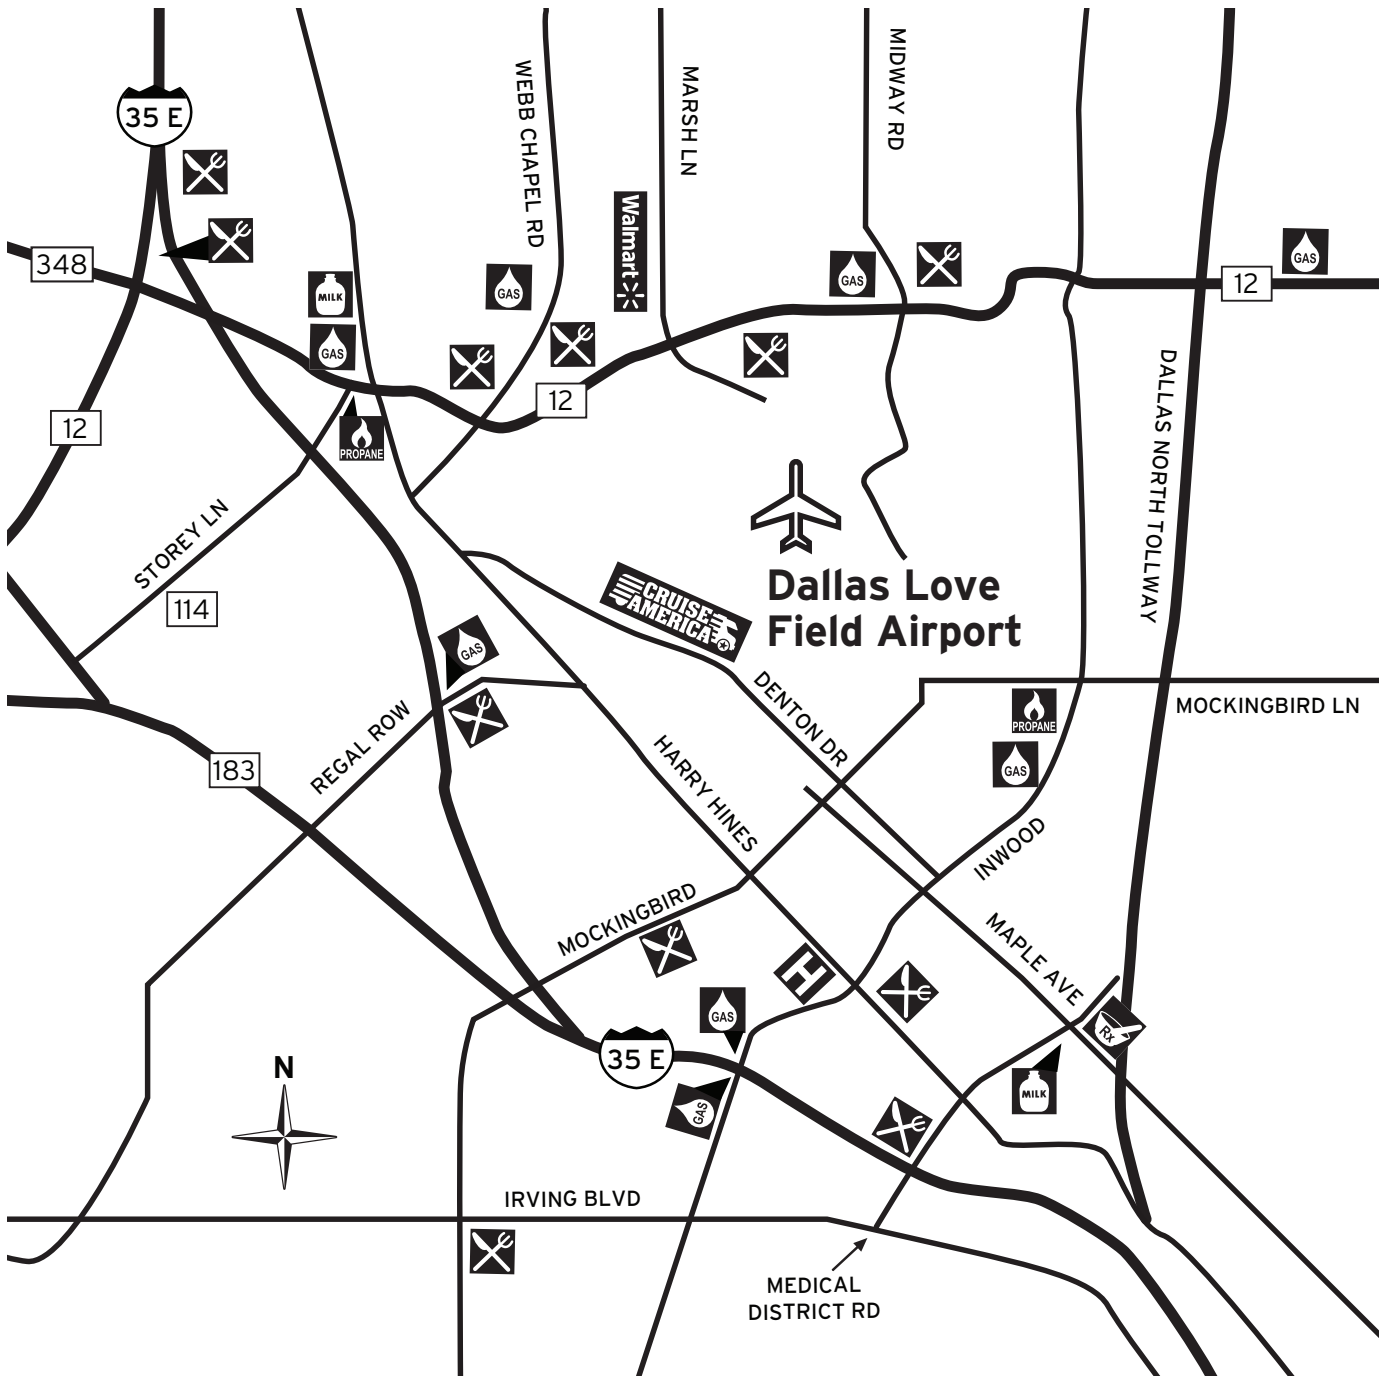 35 E
WEBB CHAPEL RD
MARSH LN
MIDWAY RD
Walmart
348
MILK
GAS
GAS
GAS
GAS
12
12
12
PROPANE
DALLAS NORTH TOLLWAY
STOREY LN
114
CRUISE
AMERICA
Dallas Love
Field Airport
GAS
REGAL ROW
183
DENTON DR
HARRY HINES
MOCKINGBIRD LN
PROPANE
GAS
INWOOD
MOCKINGBIRD
MAPLE AVE
H
GAS
Rx
35 E
MILK
GAS
N
IRVING BLVD
MEDICAL
DISTRICT RD